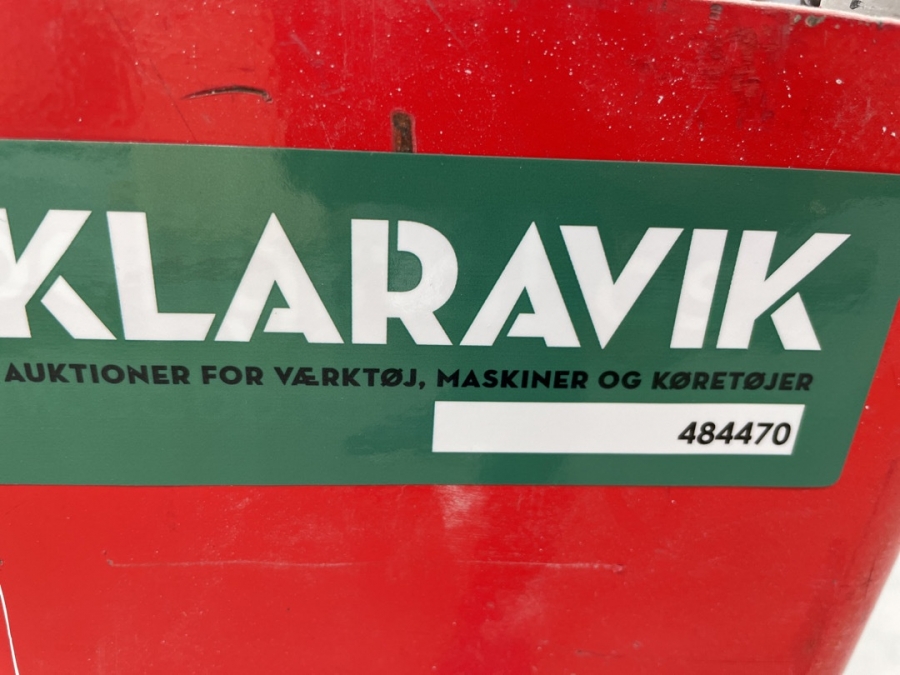 KLARAVIK
AUKTIONER FOR VÆRKTØJ, MASKINER OG KØRETØJER
484470